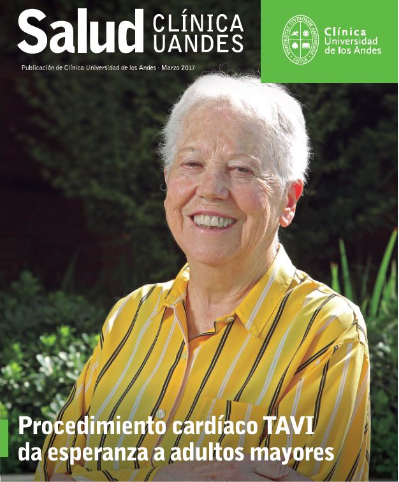 Salud CLÍNICA
UANDES
Publicación de Clínica Universidad de los Andes - Marzo 2017
Clínica
Universidad
de los Andes
Procedimiento cardíaco TAVI
da esperanza a adultos mayores